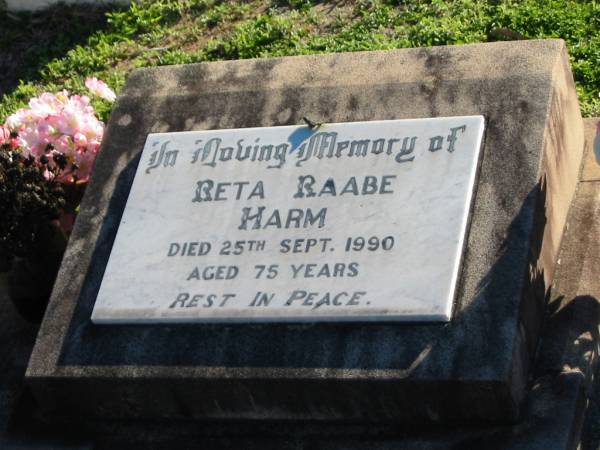 In Loving Memory of
RETA RAABE
HARM
DIED 25TH SEPT. 1990
AGED 75 YEARS
REST IN PEACE.